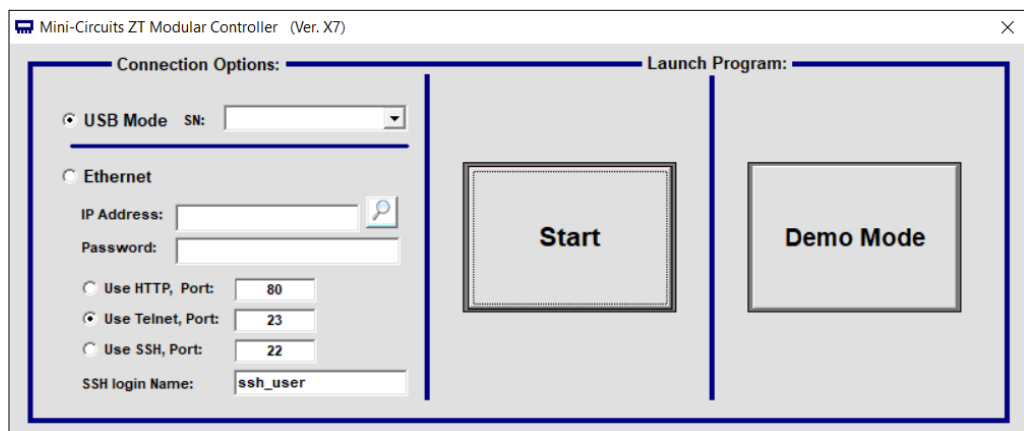 Mini-Circuits ZT Modular Controller (Ver. X7)
Connection Options:
USB Mode SN:
Ethernet
IP Address:
Password:
Use HTTP, Port: 80
Use Telnet, Port: 23
Use SSH, Port: 22
SSH login Name: ssh_user
Launch Program:
Start
Demo Mode